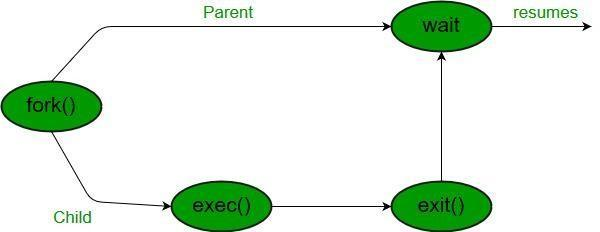 Parent
resumes
wait
fork()
Child
exec()
exit()